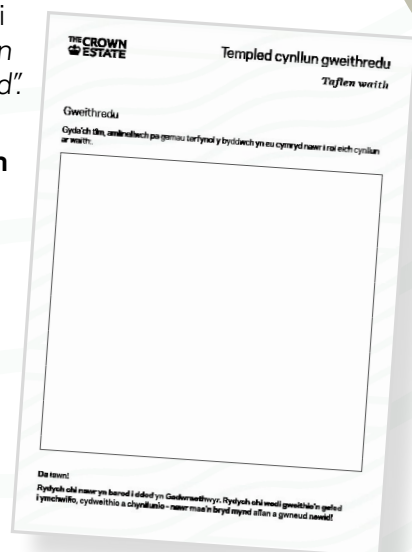 i
n
d".
n
THE CROWN
ESTATE
Templed cynllun gweithredu
Taflen waith
Gweithredu
Gyda'ch tîm, amlinellwch pa gamau terfynol y byddwch yn eu cymryd nawr i roi eich cynllun
ar waith:
Da iawn!
Rydych chi nawr yn barod i ddod yn Gadwraethwyr. Rydych chi wedi gweithio'n galed
i ymchwilio, cydweithio a chynllunio - nawr mae'n bryd mynd allan a gwneud newid!